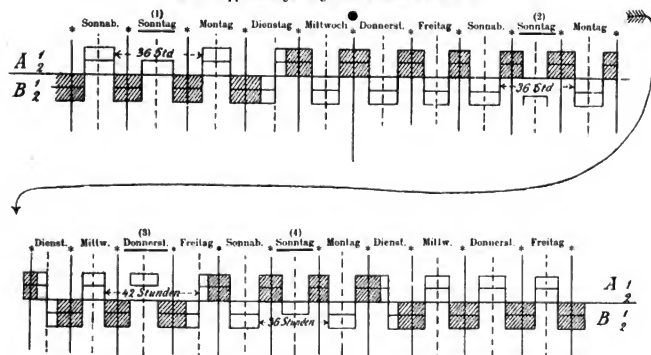 (1) (2)
* Sonnab. * Sonntag * Montag * Dienstag * Mittwoch * Donnerst. * Freitag * Sonnab. * Sonntag * Montag *
A 1 2
36 Std
B 1 2
36 Std
(3) (4)
* Dienst. * Mittw. * Donnerst. * Freitag * Sonnab. * Sonntag * Montag * Dienst. * Mittw. * Donnerst. * Freitag *
42 Stunden
A 1 2
36 Stunden
B 1 2